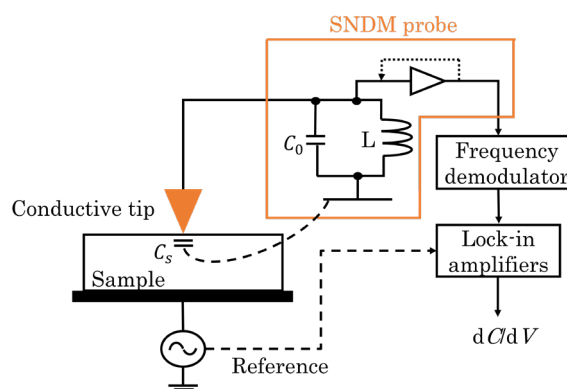 SNDM probe
C₀
L
Frequency
demodulator
Conductive tip
Cₛ
Lock-in
amplifiers
Sample
Reference
dC/dV